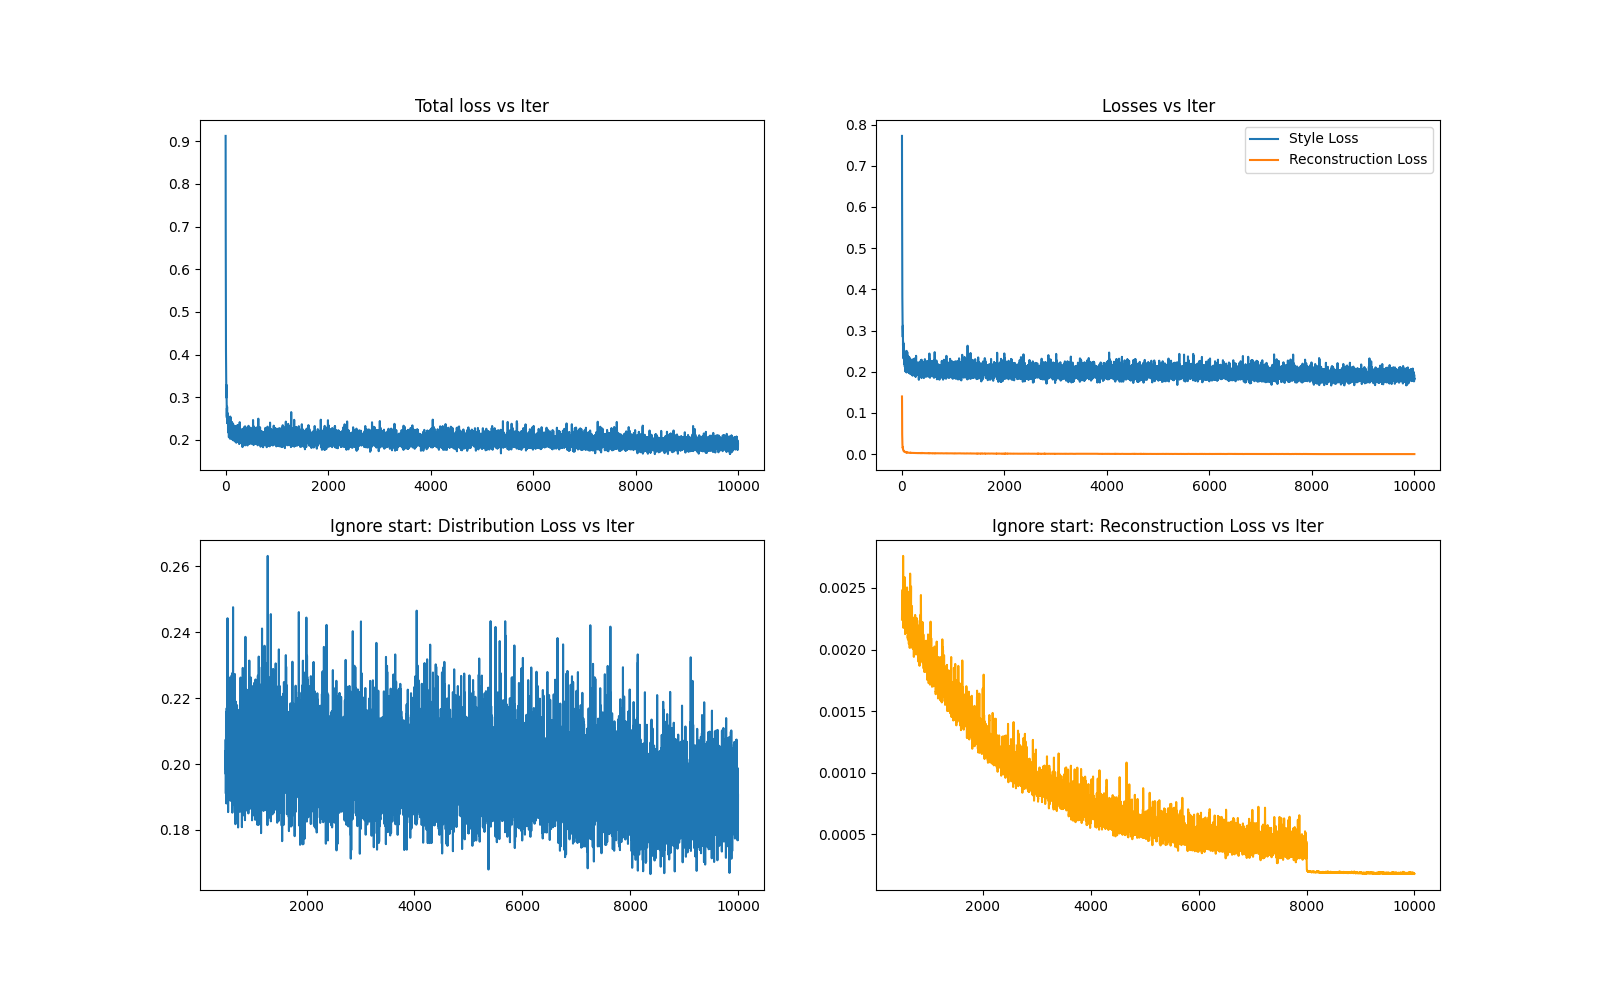 Total loss vs Iter
0.9
0.8
0.7
0.6
0.5
0.4
0.3
0.2
0 2000 4000 6000 8000 10000
Losses vs Iter
Style Loss
Reconstruction Loss
0.8
0.7
0.6
0.5
0.4
0.3
0.2
0.1
0.0
0 2000 4000 6000 8000 10000
Ignore start: Distribution Loss vs Iter
0.26
0.24
0.22
0.20
0.18
2000 4000 6000 8000 10000
Ignore start: Reconstruction Loss vs Iter
0.0025
0.0020
0.0015
0.0010
0.0005
2000 4000 6000 8000 10000